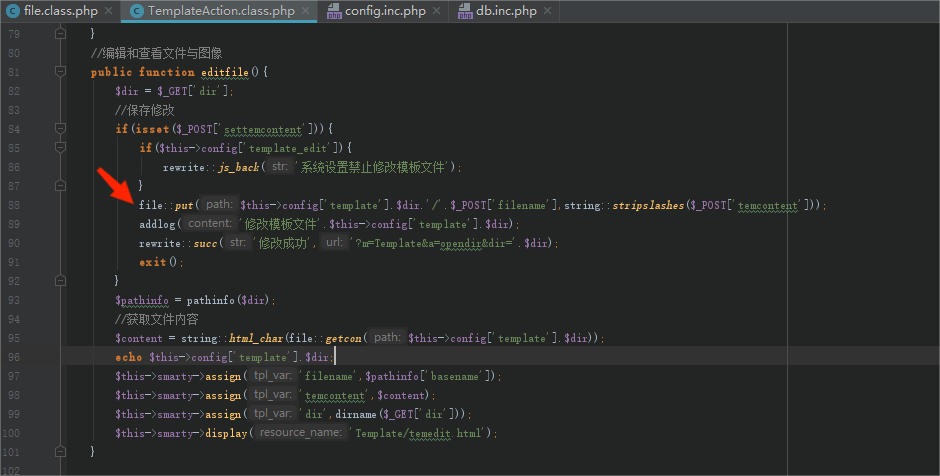 file.class.php × TemplateAction.class.php × config.inc.php × db.inc.php ×
79 }
80 //编辑和查看文件与图像
81 public function editfile(){
82 $dir = $_GET['dir'];
83 //保存修改
84 if(isset($_POST['settemcontent'])){
85 if($this->config['template_edit']){
86 rewrite::js_back( str: '系统设置禁止修改模板文件');
87 }
88 file::put( path: $this->config['template'].$dir.'/'.$_POST['filename'],string::stripslashes($_POST['temcontent']));
89 addlog( content: '修改模板文件'.$this->config['template'].$dir);
90 rewrite::succ( str: '修改成功', url: '?m=Template&a=opendir&dir='.$dir);
91 exit();
92 }
93 $pathinfo = pathinfo($dir);
94 //获取文件内容
95 $content = string::html_char(file::getcon( path: $this->config['template'].$dir));
96 echo $this->config['template'].$dir;
97 $this->smarty->assign( tpl_var: 'filename',$pathinfo['basename']);
98 $this->smarty->assign( tpl_var: 'temcontent',$content);
99 $this->smarty->assign( tpl_var: 'dir',dirname($_GET['dir']));
100 $this->smarty->display( resource_name: 'Template/temedit.html');
101 }
102